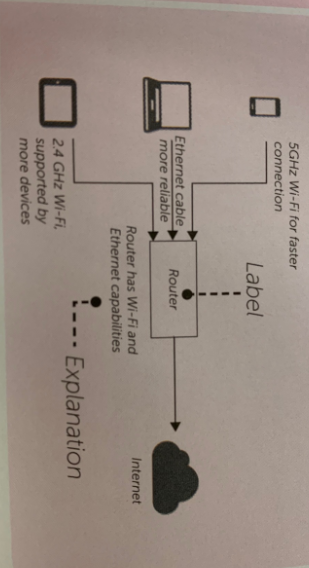 5GHz Wi-Fi for faster
connection
Label
Ethernet cable
more reliable
Router
Internet
Router has Wi-Fi and
Ethernet capabilities
2.4 GHz Wi-Fi,
supported by
more devices
Explanation